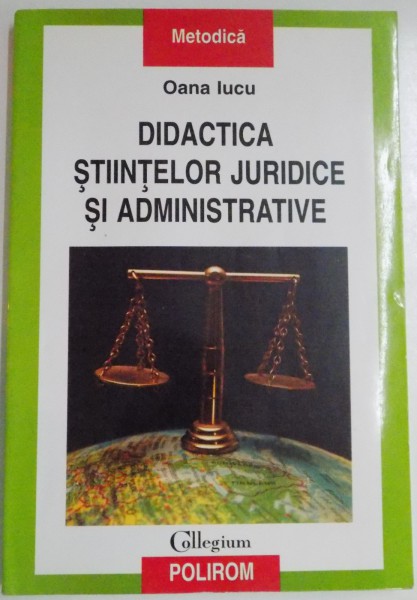 Metodică
Oana Iucu
DIDACTICA
ŞTIINŢELOR JURIDICE
ŞI ADMINISTRATIVE
Collegium
POLIROM